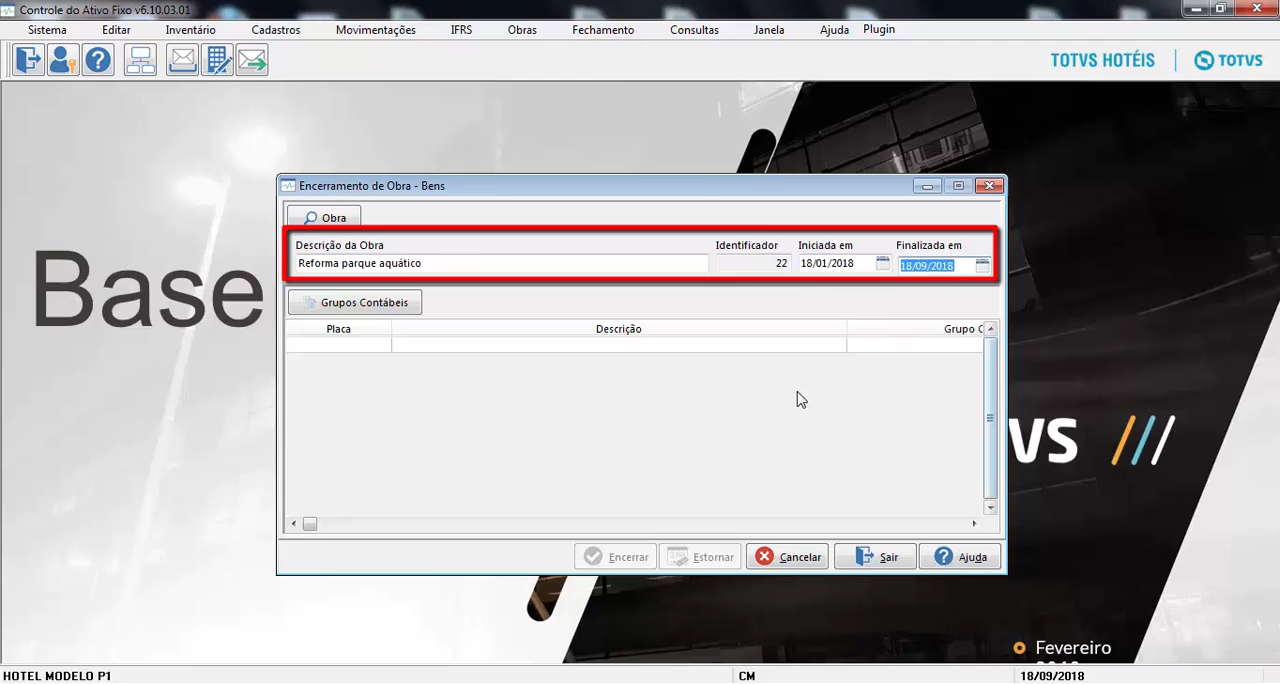 Controle do Ativo Fixo v6.10.03.01
Sistema Editar Inventário Cadastros Movimentações IFRS Obras Fechamento Consultas Janela Ajuda Plugin
TOTVS HOTÉIS TOTVS
Base
Encerramento de Obra - Bens
Obra
Descrição da Obra Identificador Iniciada em Finalizada em
Reforma parque aquático 22 18/01/2018 18/09/2018
Grupos Contábeis
Placa Descrição Grupo C
VS
Encerrar Estornar Cancelar Sair Ajuda
Fevereiro
HOTEL MODELO P1 CM 18/09/2018